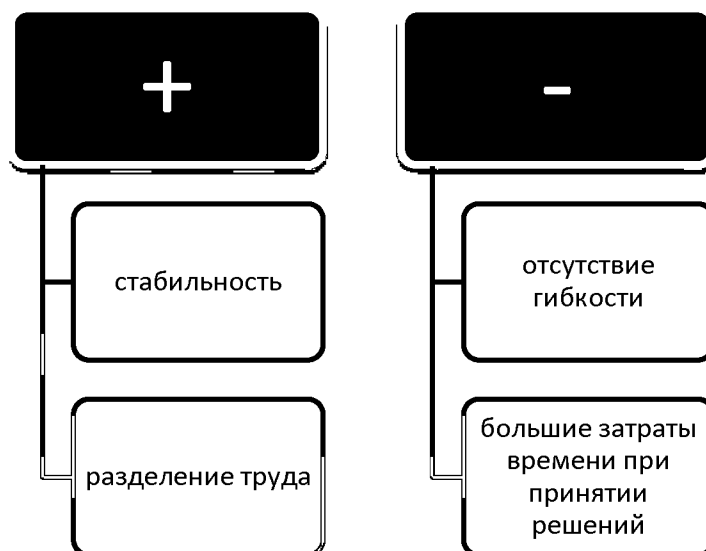 +
стабильность
разделение труда
-
отсутствие
гибкости
большие затраты
времени при
принятии
решений